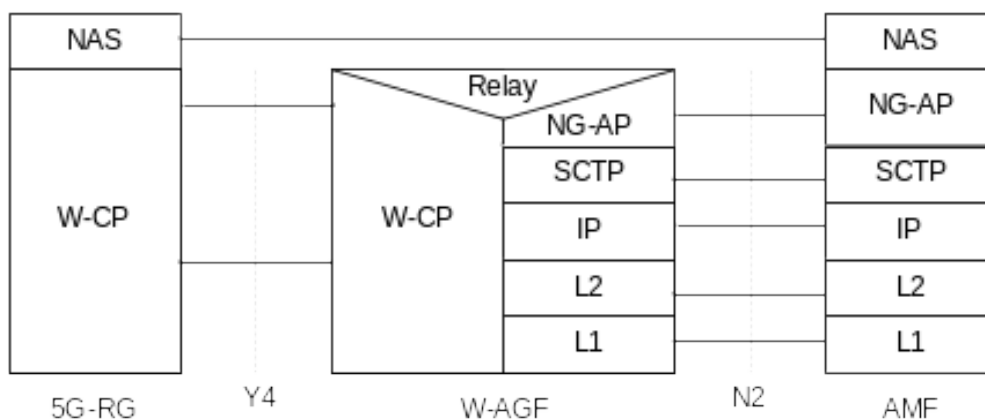 NAS
NAS
Relay
NG-AP
NG-AP
W-CP
W-CP
SCTP
SCTP
IP
IP
L2
L2
L1
L1
5G-RG
Y4
W-AGF
N2
AMF